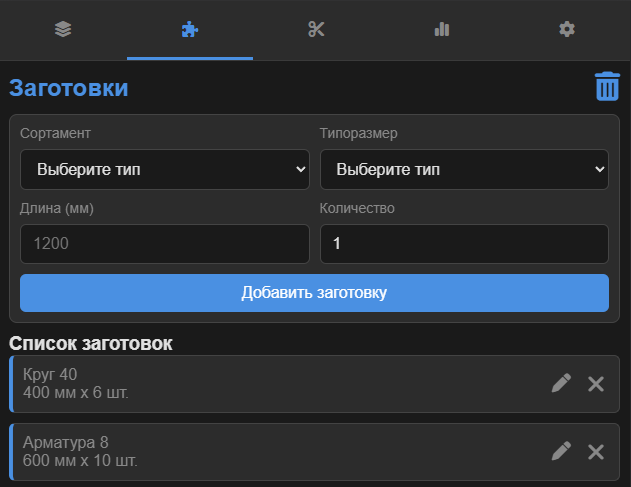 Заготовки
Сортамент Типоразмер
Выберите тип Выберите тип
Длина (мм) Количество
1200 1
Добавить заготовку
Список заготовок
Круг 40
400 мм x 6 шт.
Арматура 8
600 мм x 10 шт.